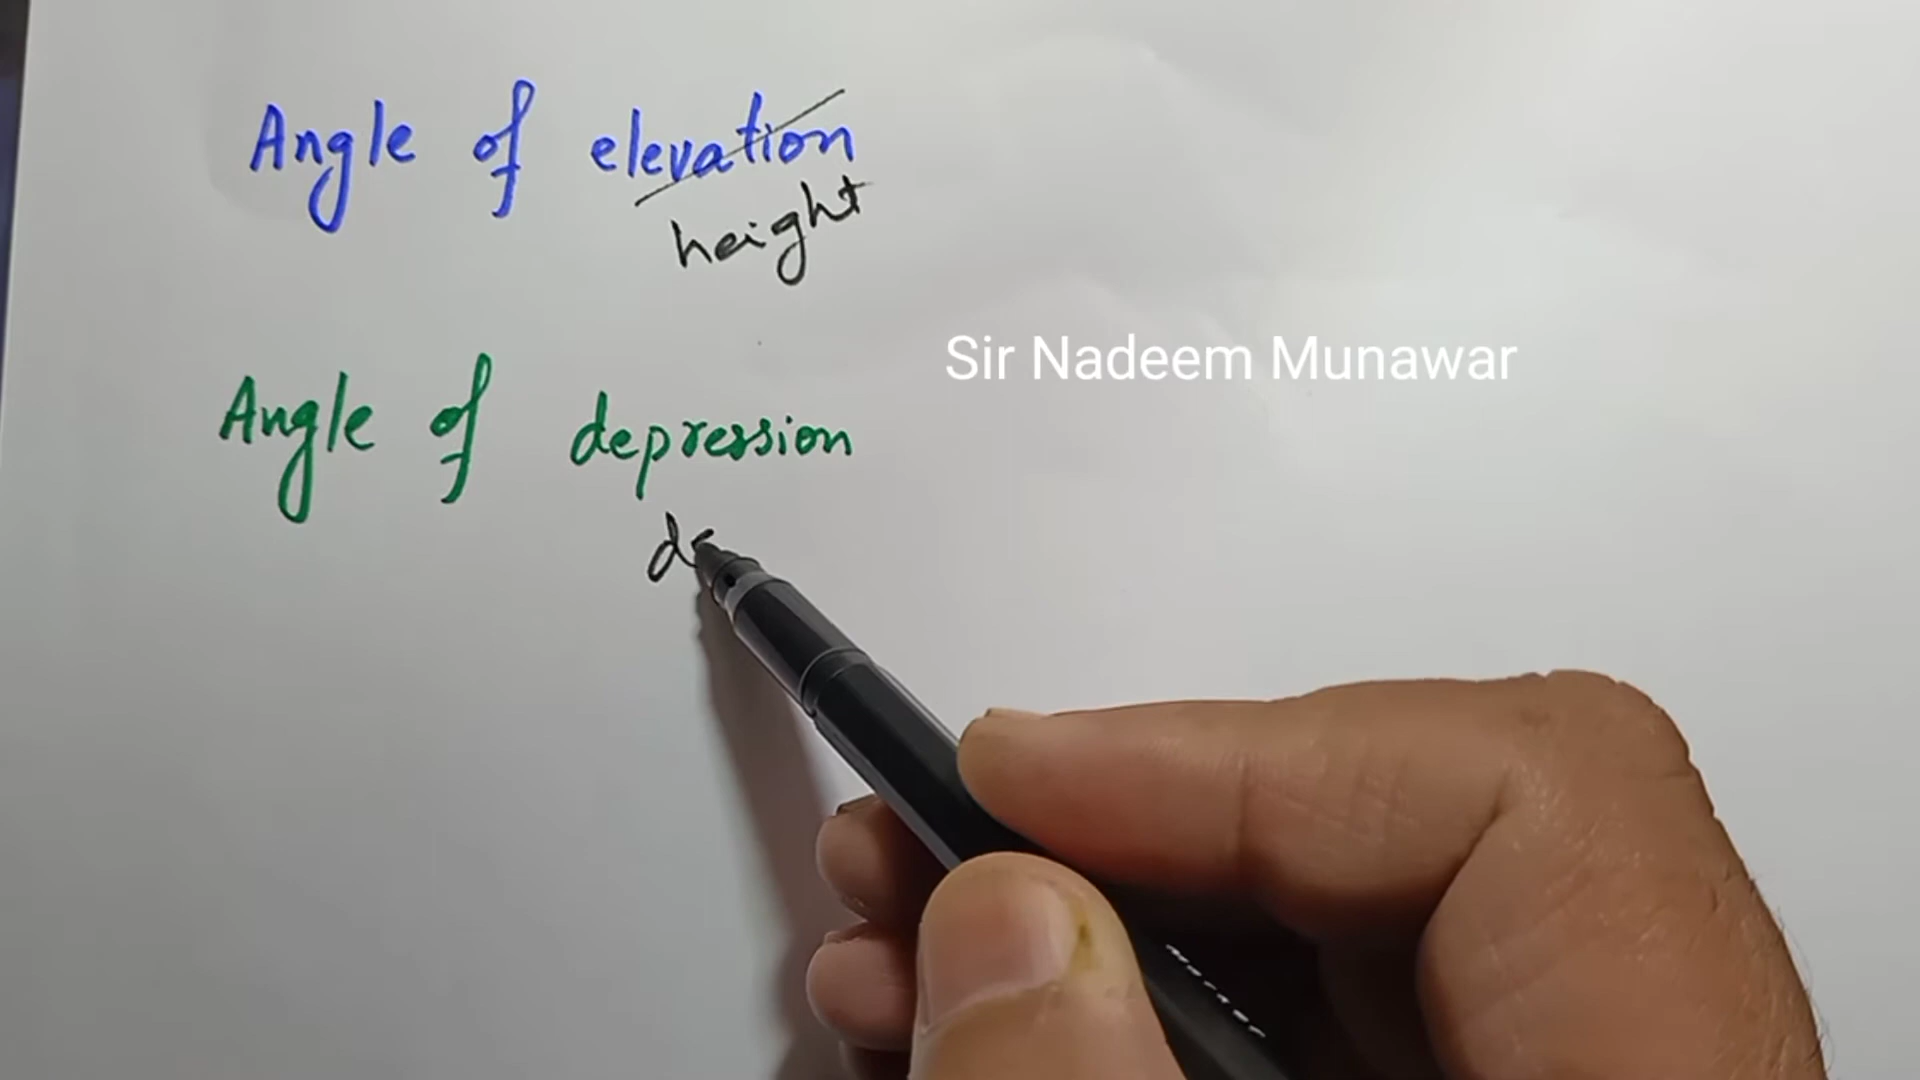 Angle of elevation
height
Sir Nadeem Munawar
Angle of depression